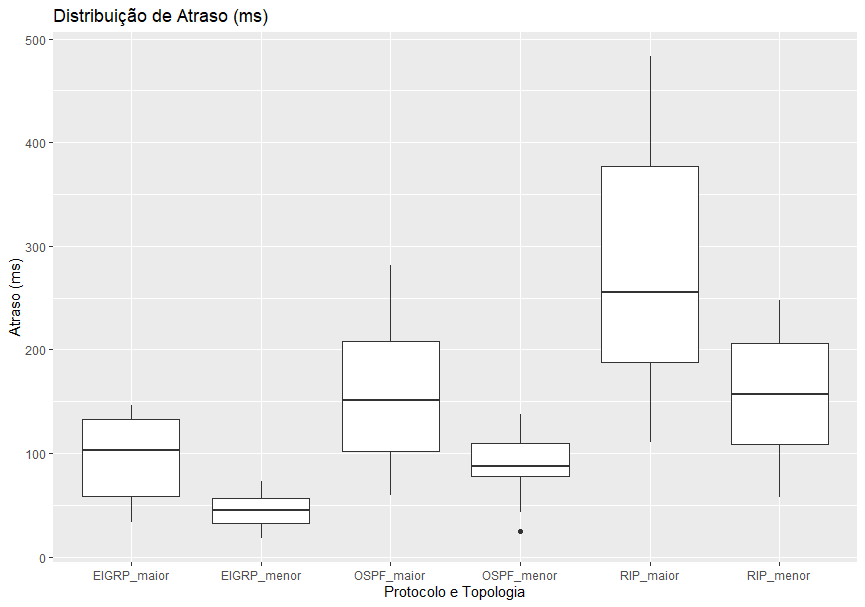 Distribuição de Atraso (ms)
500
400
300
200
100
0
Atraso (ms)
EIGRP_maior EIGRP_menor OSPF_maior OSPF_menor RIP_maior RIP_menor
Protocolo e Topologia